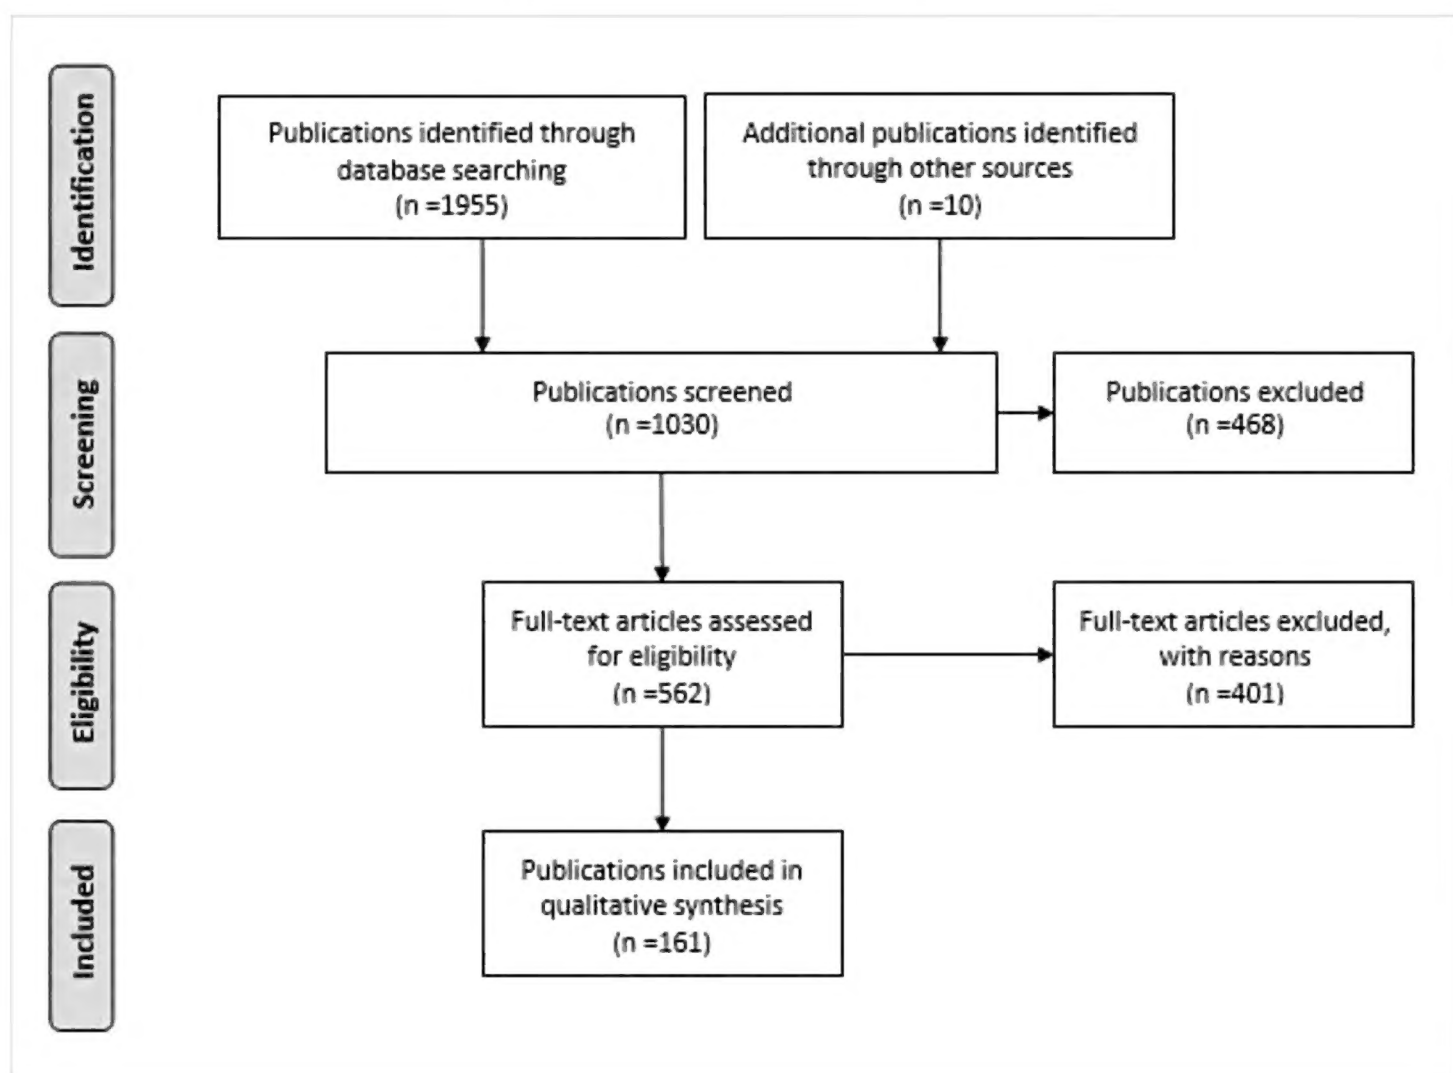 Identification
Publications identified through
database searching
(n =1955)
Additional publications identified
through other sources
(n =10)
Screening
Publications screened
(n =1030)
Publications excluded
(n =468)
Eligibility
Full-text articles assessed
for eligibility
(n =562)
Full-text articles excluded,
with reasons
(n =401)
Included
Publications included in
qualitative synthesis
(n =161)